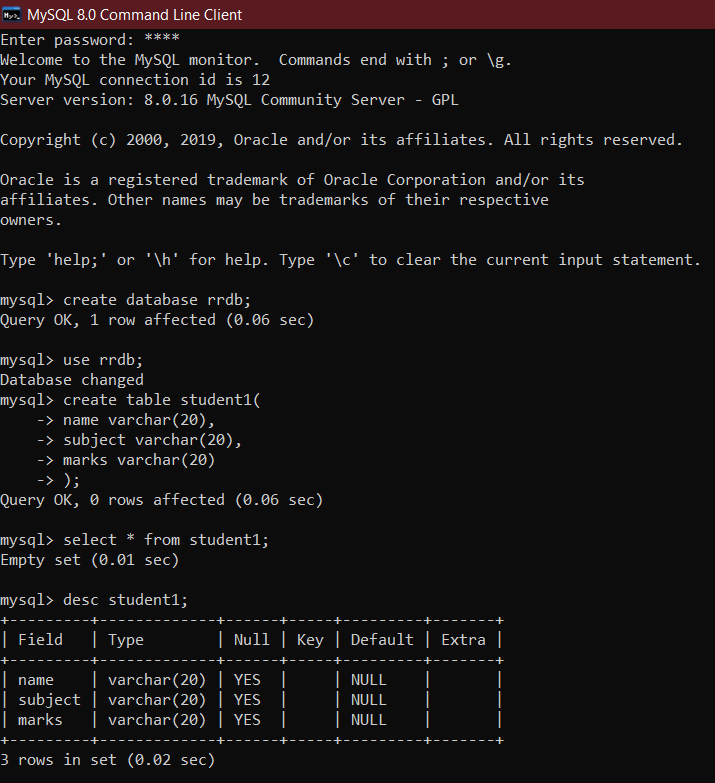 MySQL 8.0 Command Line Client
Enter password: ****
Welcome to the MySQL monitor.  Commands end with ; or \g.
Your MySQL connection id is 12
Server version: 8.0.16 MySQL Community Server - GPL

Copyright (c) 2000, 2019, Oracle and/or its affiliates. All rights reserved.

Oracle is a registered trademark of Oracle Corporation and/or its
affiliates. Other names may be trademarks of their respective
owners.

Type 'help;' or '\h' for help. Type '\c' to clear the current input statement.

mysql> create database rrdb;
Query OK, 1 row affected (0.06 sec)

mysql> use rrdb;
Database changed
mysql> create table student1(
    -> name varchar(20),
    -> subject varchar(20),
    -> marks varchar(20)
    -> );
Query OK, 0 rows affected (0.06 sec)

mysql> select * from student1;
Empty set (0.01 sec)

mysql> desc student1;
+---------+-------------+------+-----+---------+-------+
| Field   | Type        | Null | Key | Default | Extra |
+---------+-------------+------+-----+---------+-------+
| name    | varchar(20) | YES  |     | NULL    |       |
| subject | varchar(20) | YES  |     | NULL    |       |
| marks   | varchar(20) | YES  |     | NULL    |       |
+---------+-------------+------+-----+---------+-------+
3 rows in set (0.02 sec)